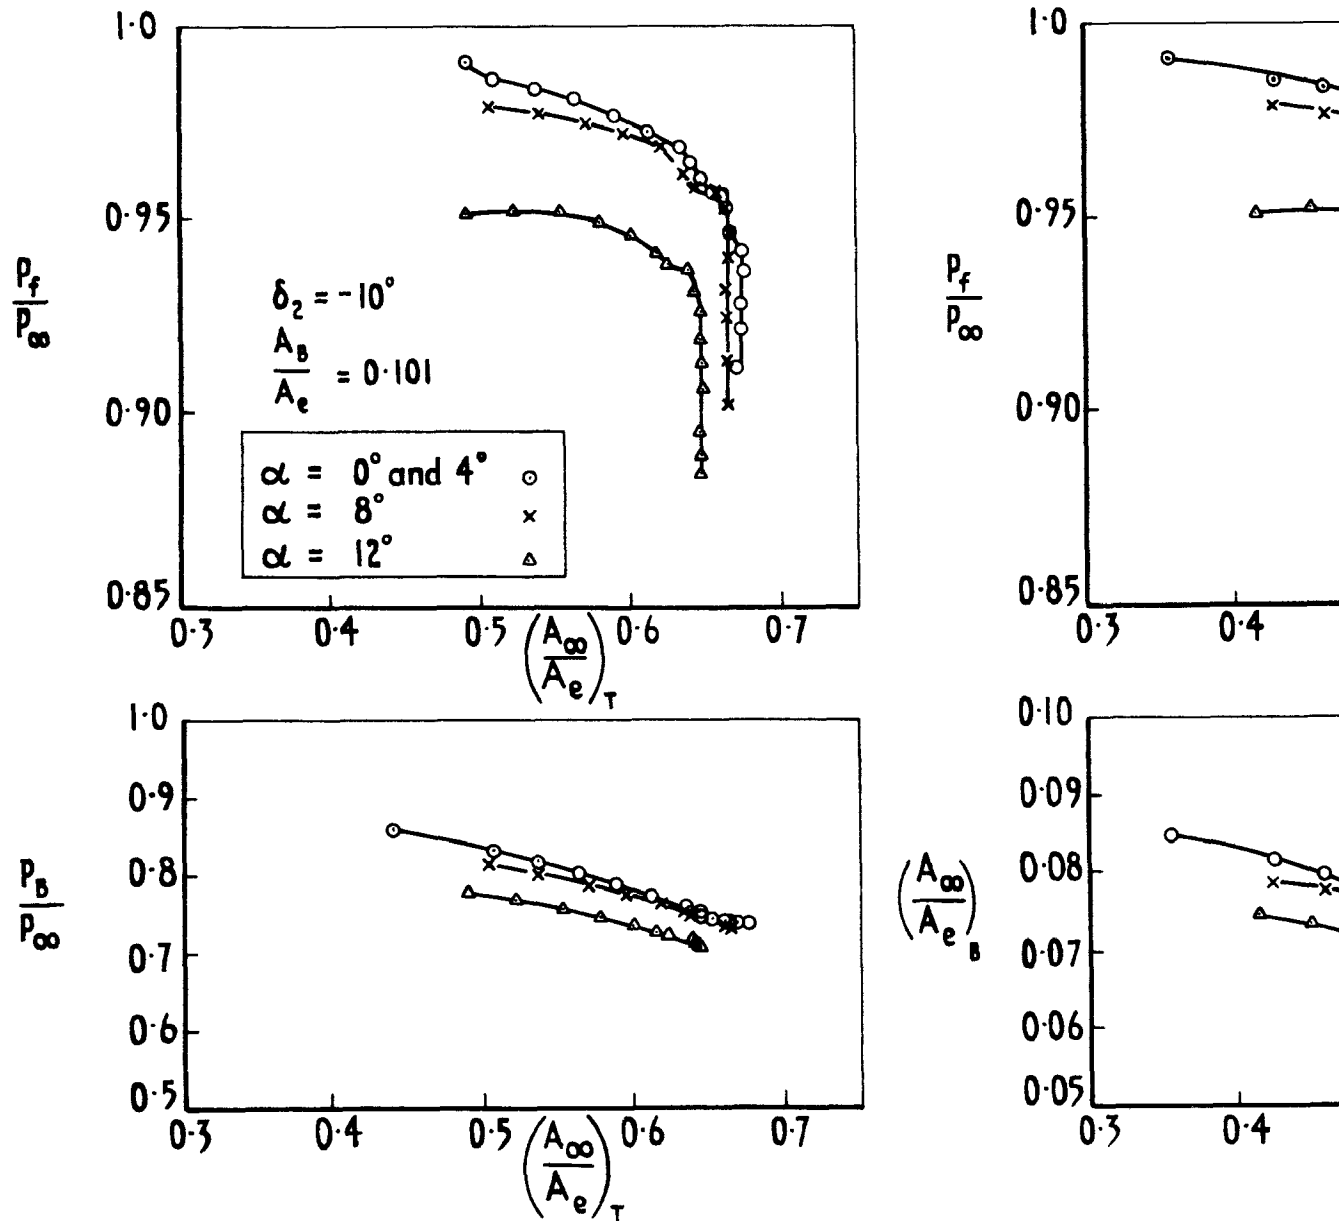 1·0
0·95
0·90
0·85
P_f
P_∞
δ₂ = -10°
A_B
A_e = 0·101
α = 0° and 4° ⊙
α = 8° ×
α = 12° △
0·3 0·4 0·5 0·6 0·7
(A_∞/A_e)_T
1·0
0·9
0·8
0·7
0·6
0·5
P_B
P_∞
0·3 0·4 0·5 0·6 0·7
(A_∞/A_e)_T
1·0
0·95
0·90
0·85
P_f
P_∞
0·3 0·4
0·10
0·09
0·08
0·07
0·06
0·05
(A_∞/A_e)_B
0·3 0·4